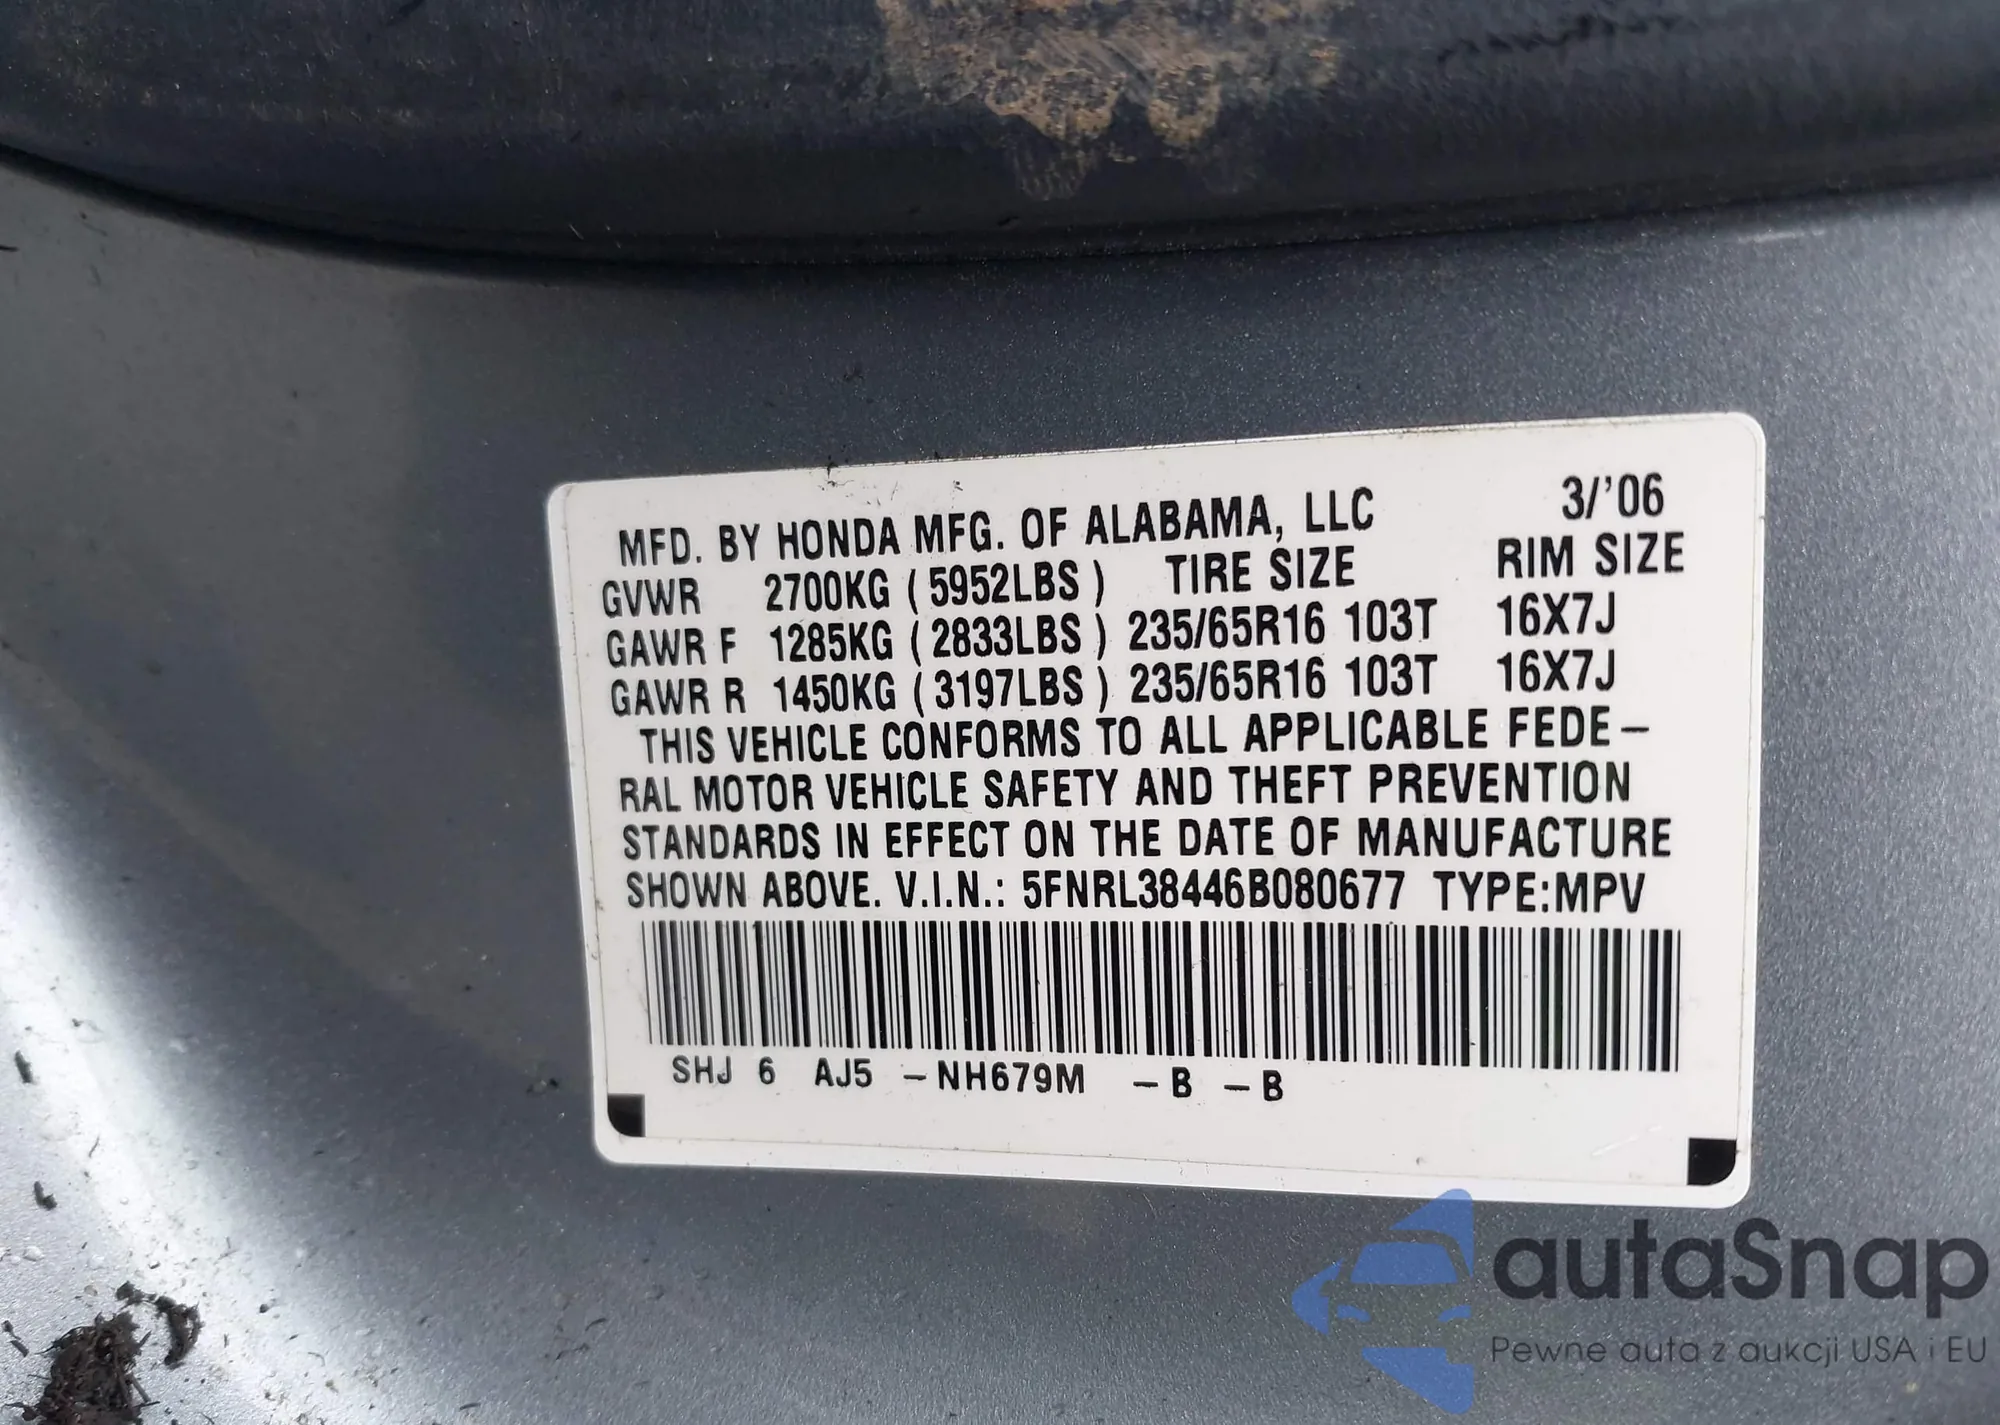 MFD. BY HONDA MFG. OF ALABAMA, LLC 3/'06
GVWR 2700KG ( 5952LBS ) TIRE SIZE RIM SIZE
GAWR F 1285KG ( 2833LBS ) 235/65R16 103T 16X7J
GAWR R 1450KG ( 3197LBS ) 235/65R16 103T 16X7J
THIS VEHICLE CONFORMS TO ALL APPLICABLE FEDE-
RAL MOTOR VEHICLE SAFETY AND THEFT PREVENTION
STANDARDS IN EFFECT ON THE DATE OF MANUFACTURE
SHOWN ABOVE. V.I.N.: 5FNRL38446B080677 TYPE:MPV
SHJ 6 AJ5 -NH679M -B -B
autaSnap
Pewne auta z aukcji USA i EU